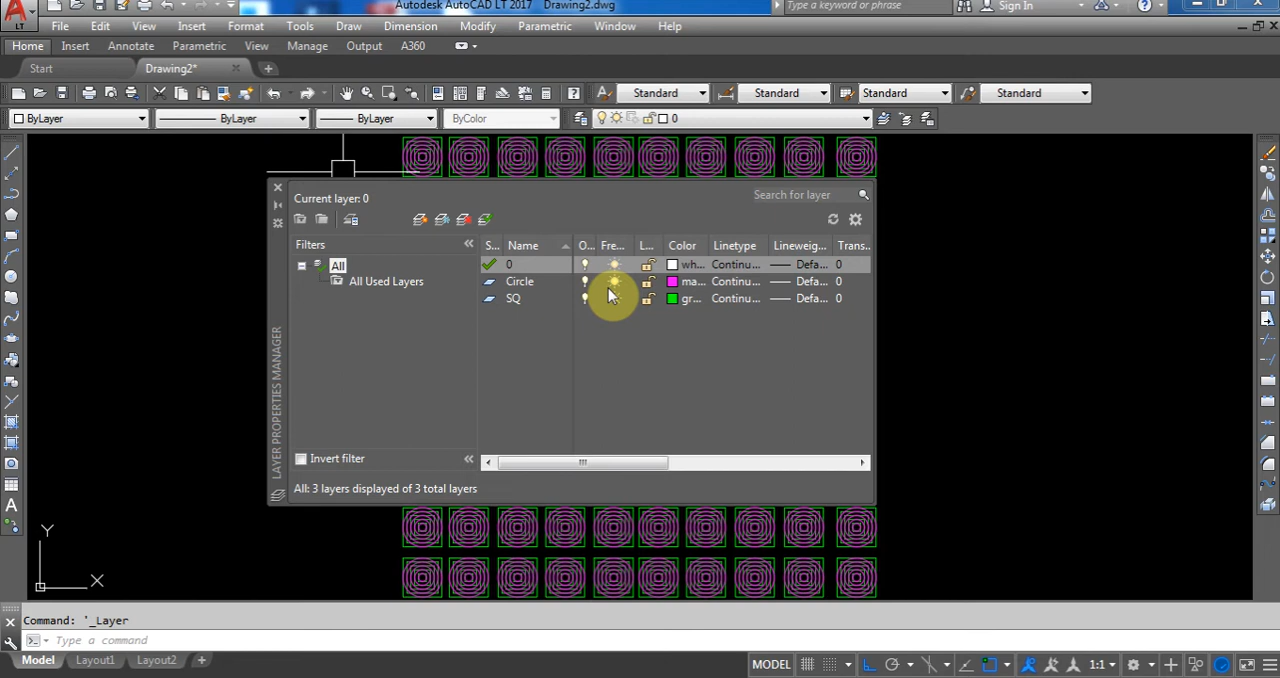 Autodesk AutoCAD LT 2017 Drawing2.dwg
Type a keyword or phrase
Sign In
LT
File Edit View Insert Format Tools Draw Dimension Modify Parametric Window Help
Home Insert Annotate Parametric View Manage Output A360
Start Drawing2*
Standard Standard Standard Standard
ByLayer ByLayer ByLayer ByColor 0
Current layer: 0
Search for layer
Filters
S... Name O... Fre... L... Color Linetype Lineweig... Trans..
All
0 wh... Continu... Defa... 0
All Used Layers
Circle ma... Continu... Defa... 0
SQ gr... Continu... Defa... 0
LAYER PROPERTIES MANAGER
Invert filter
All: 3 layers displayed of 3 total layers
Y
X
Command: '_Layer
Type a command
Model Layout1 Layout2
MODEL 1:1